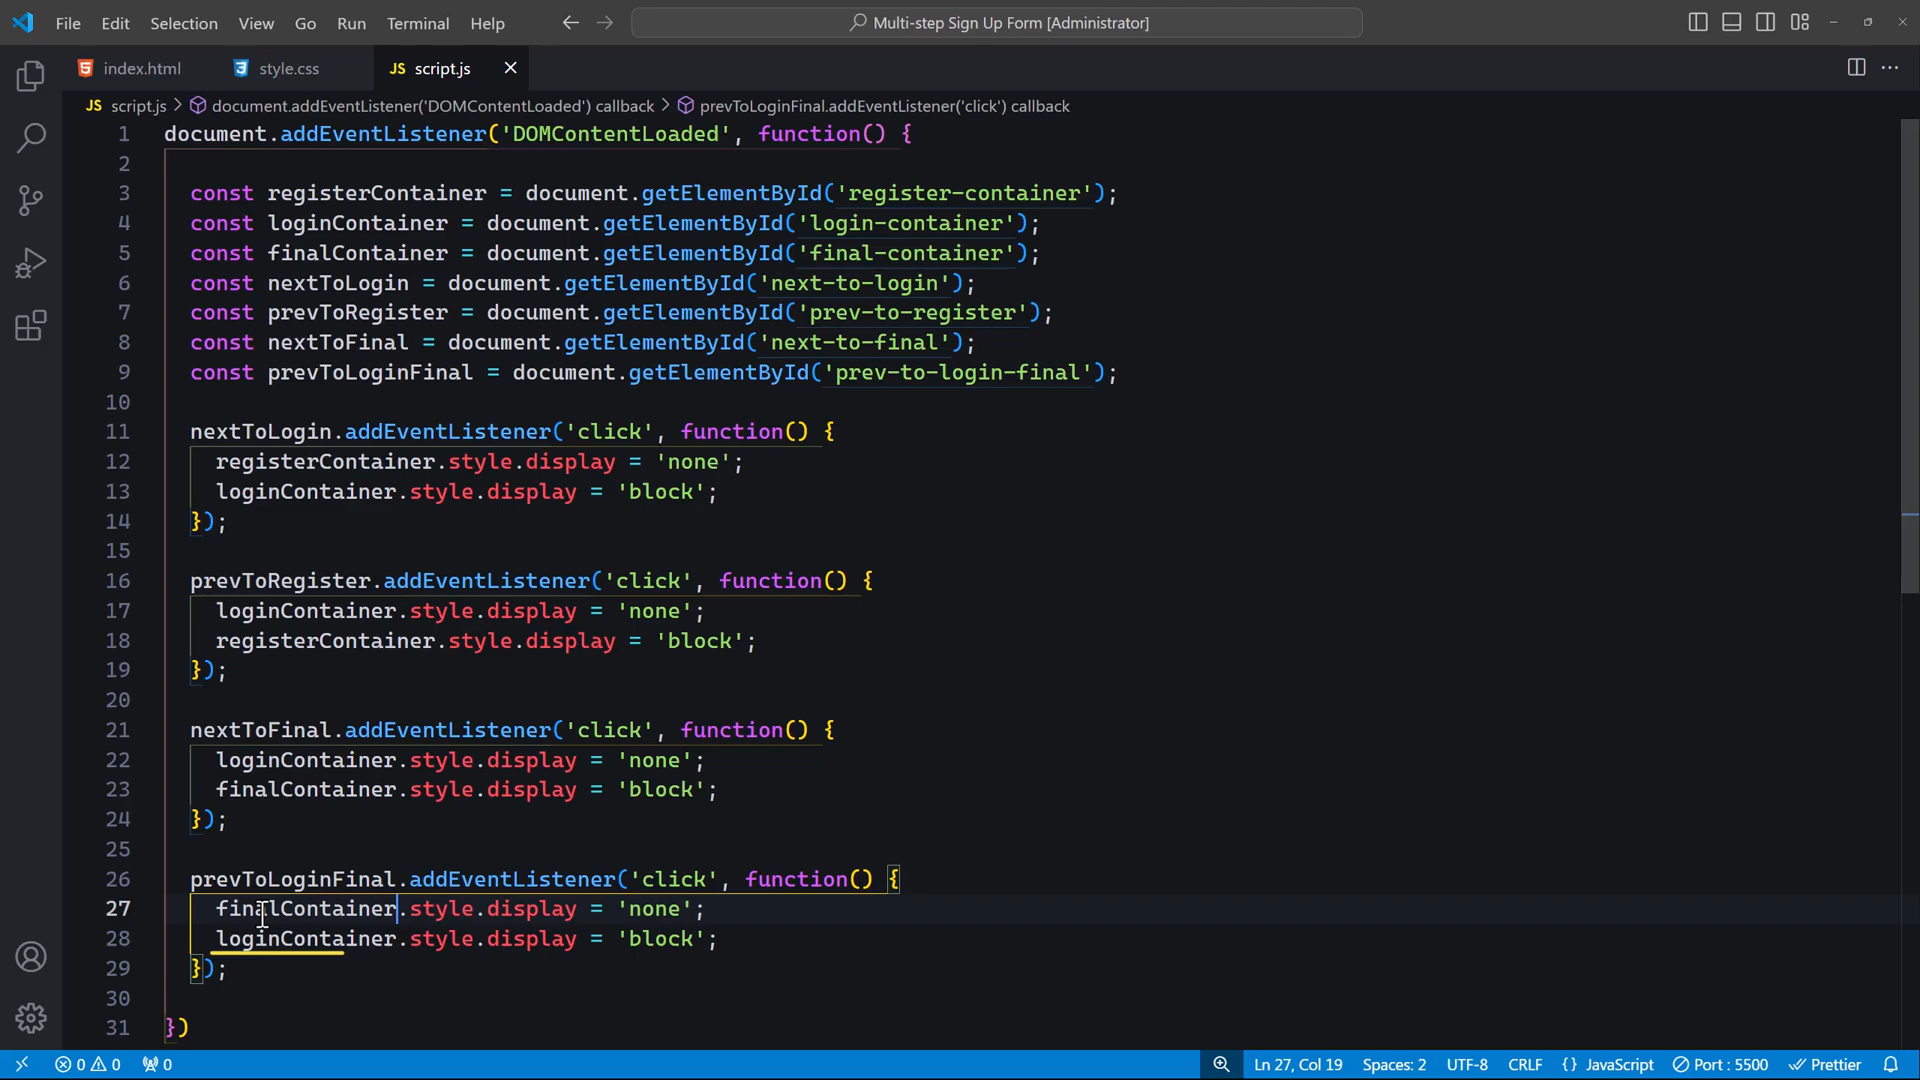 File Edit Selection View Go Run Terminal Help Multi-step Sign Up Form [Administrator]
index.html style.css JS script.js
JS script.js > document.addEventListener('DOMContentLoaded') callback > prevToLoginFinal.addEventListener('click') callback
1 document.addEventListener('DOMContentLoaded', function() {
2
3 const registerContainer = document.getElementById('register-container');
4 const loginContainer = document.getElementById('login-container');
5 const finalContainer = document.getElementById('final-container');
6 const nextToLogin = document.getElementById('next-to-login');
7 const prevToRegister = document.getElementById('prev-to-register');
8 const nextToFinal = document.getElementById('next-to-final');
9 const prevToLoginFinal = document.getElementById('prev-to-login-final');
10
11 nextToLogin.addEventListener('click', function() {
12 registerContainer.style.display = 'none';
13 loginContainer.style.display = 'block';
14 });
15
16 prevToRegister.addEventListener('click', function() {
17 loginContainer.style.display = 'none';
18 registerContainer.style.display = 'block';
19 });
20
21 nextToFinal.addEventListener('click', function() {
22 loginContainer.style.display = 'none';
23 finalContainer.style.display = 'block';
24 });
25
26 prevToLoginFinal.addEventListener('click', function() {
27 finalContainer.style.display = 'none';
28 loginContainer.style.display = 'block';
29 });
30
31 })
0 0 0 Ln 27, Col 19 Spaces: 2 UTF-8 CRLF {} JavaScript Port : 5500 Prettier